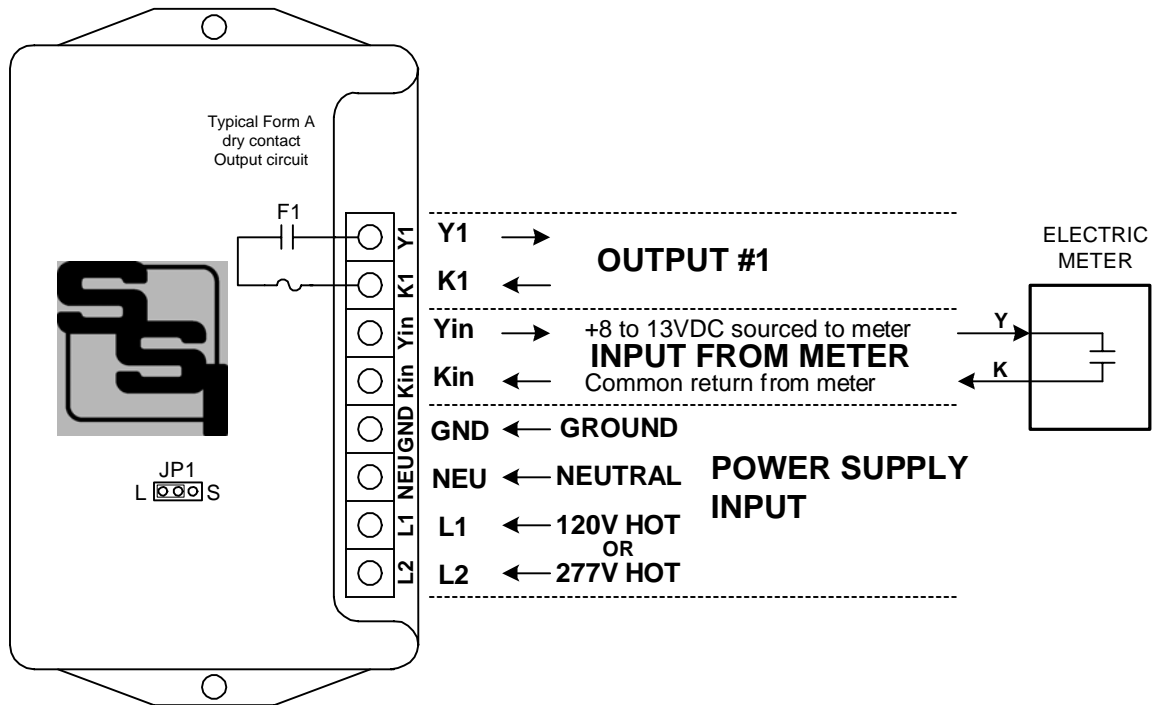 Typical Form A
dry contact
Output circuit
F1
Y1
K1
Yin
Kin
GND
NEU
L1
L2
SSI
JP1
L
S
Y1
K1
OUTPUT #1
Yin
+8 to 13VDC sourced to meter
INPUT FROM METER
Kin
Common return from meter
GND
GROUND
NEU
NEUTRAL
POWER SUPPLY
INPUT
L1
120V HOT
OR
L2
277V HOT
ELECTRIC
METER
Y
K